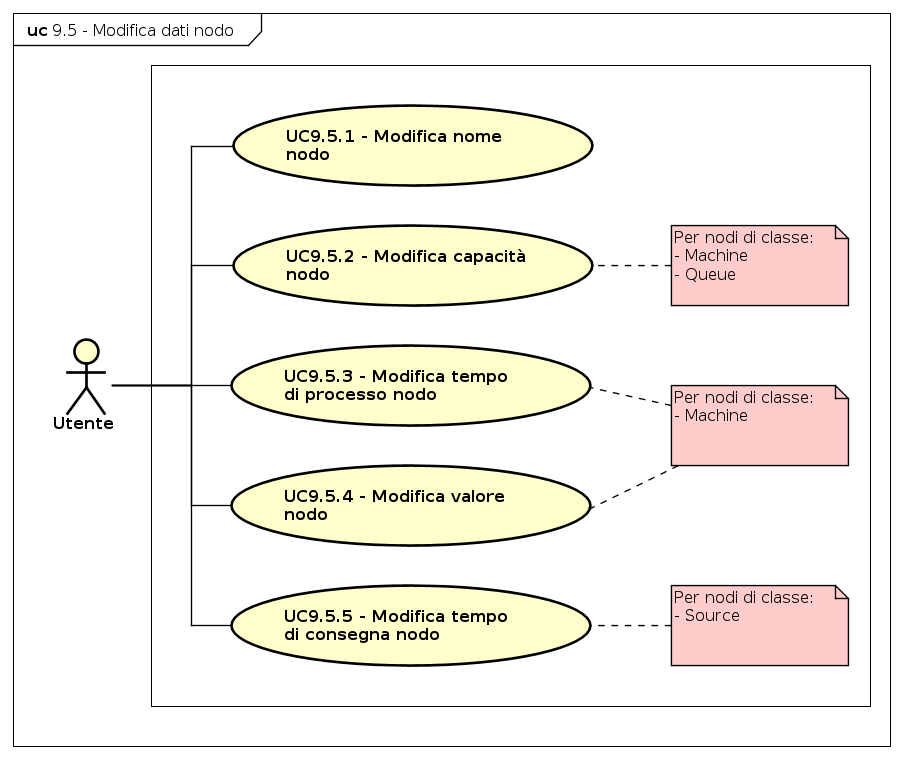 uc 9.5 - Modifica dati nodo
UC9.5.1 - Modifica nome
nodo
UC9.5.2 - Modifica capacità
nodo
Per nodi di classe:
- Machine
- Queue
UC9.5.3 - Modifica tempo
di processo nodo
Per nodi di classe:
- Machine
Utente
UC9.5.4 - Modifica valore
nodo
UC9.5.5 - Modifica tempo
di consegna nodo
Per nodi di classe:
- Source